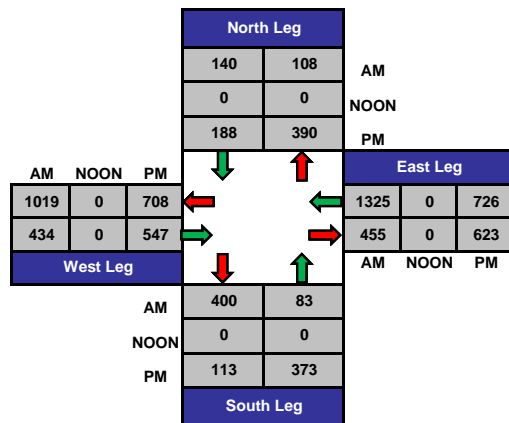 North Leg
140 108 AM
0 0 NOON
188 390 PM
AM NOON PM East Leg
1019 0 708 1325 0 726
434 0 547 455 0 623
West Leg AM NOON PM
AM 400 83
NOON 0 0
PM 113 373
South Leg